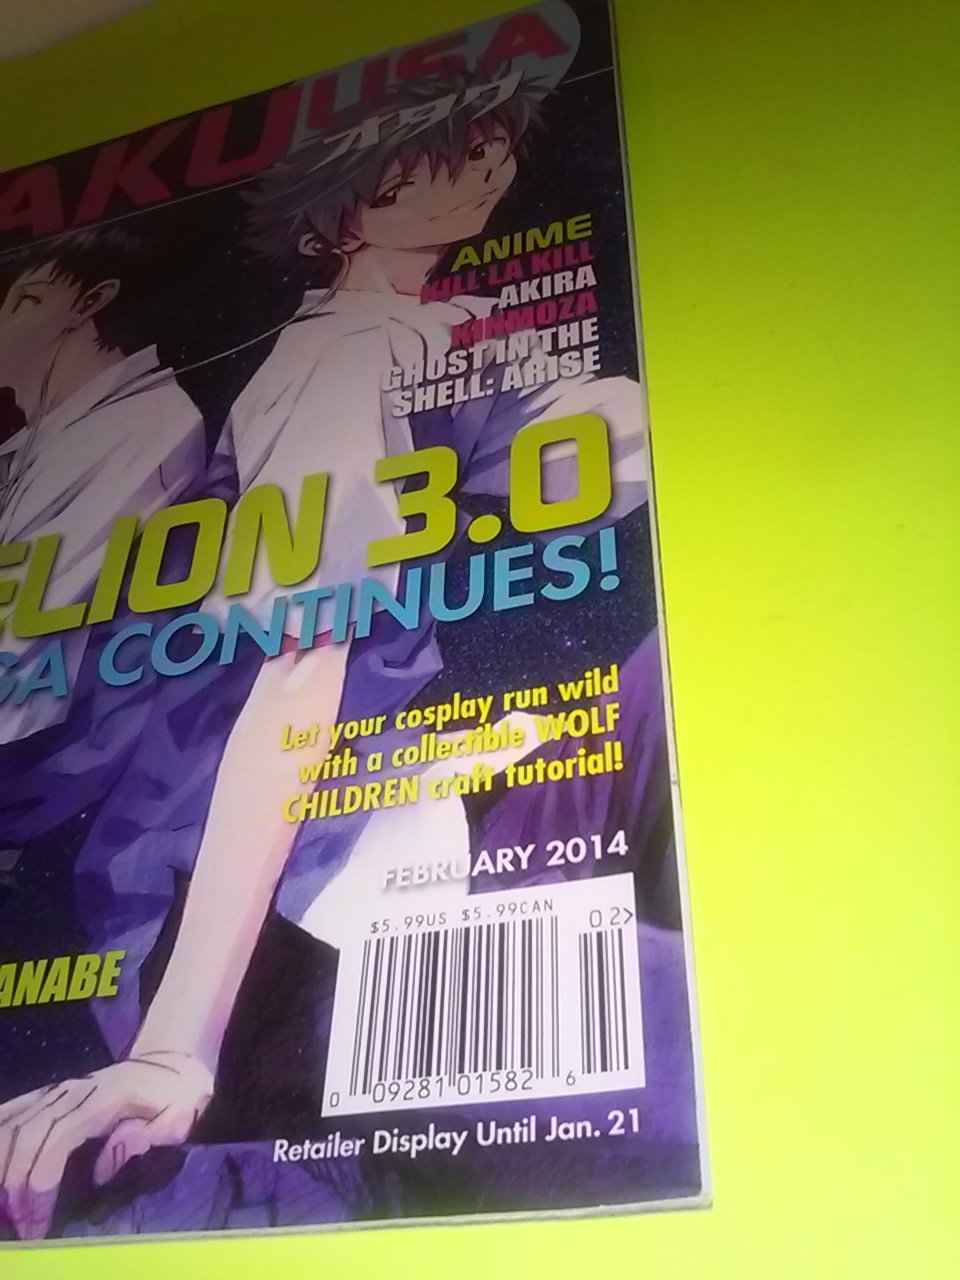 AKU USA
オタク
ANIME
KILL LA KILL
AKIRA
KINMOZA
GHOST IN THE
SHELL: ARISE
ELION 3.0
GA CONTINUES!
Let your cosplay run wild
with a collectible WOLF
CHILDREN craft tutorial!
FEBRUARY 2014
ANABE
$5.99US $5.99CAN
02>
0 09281 01582 6
Retailer Display Until Jan. 21